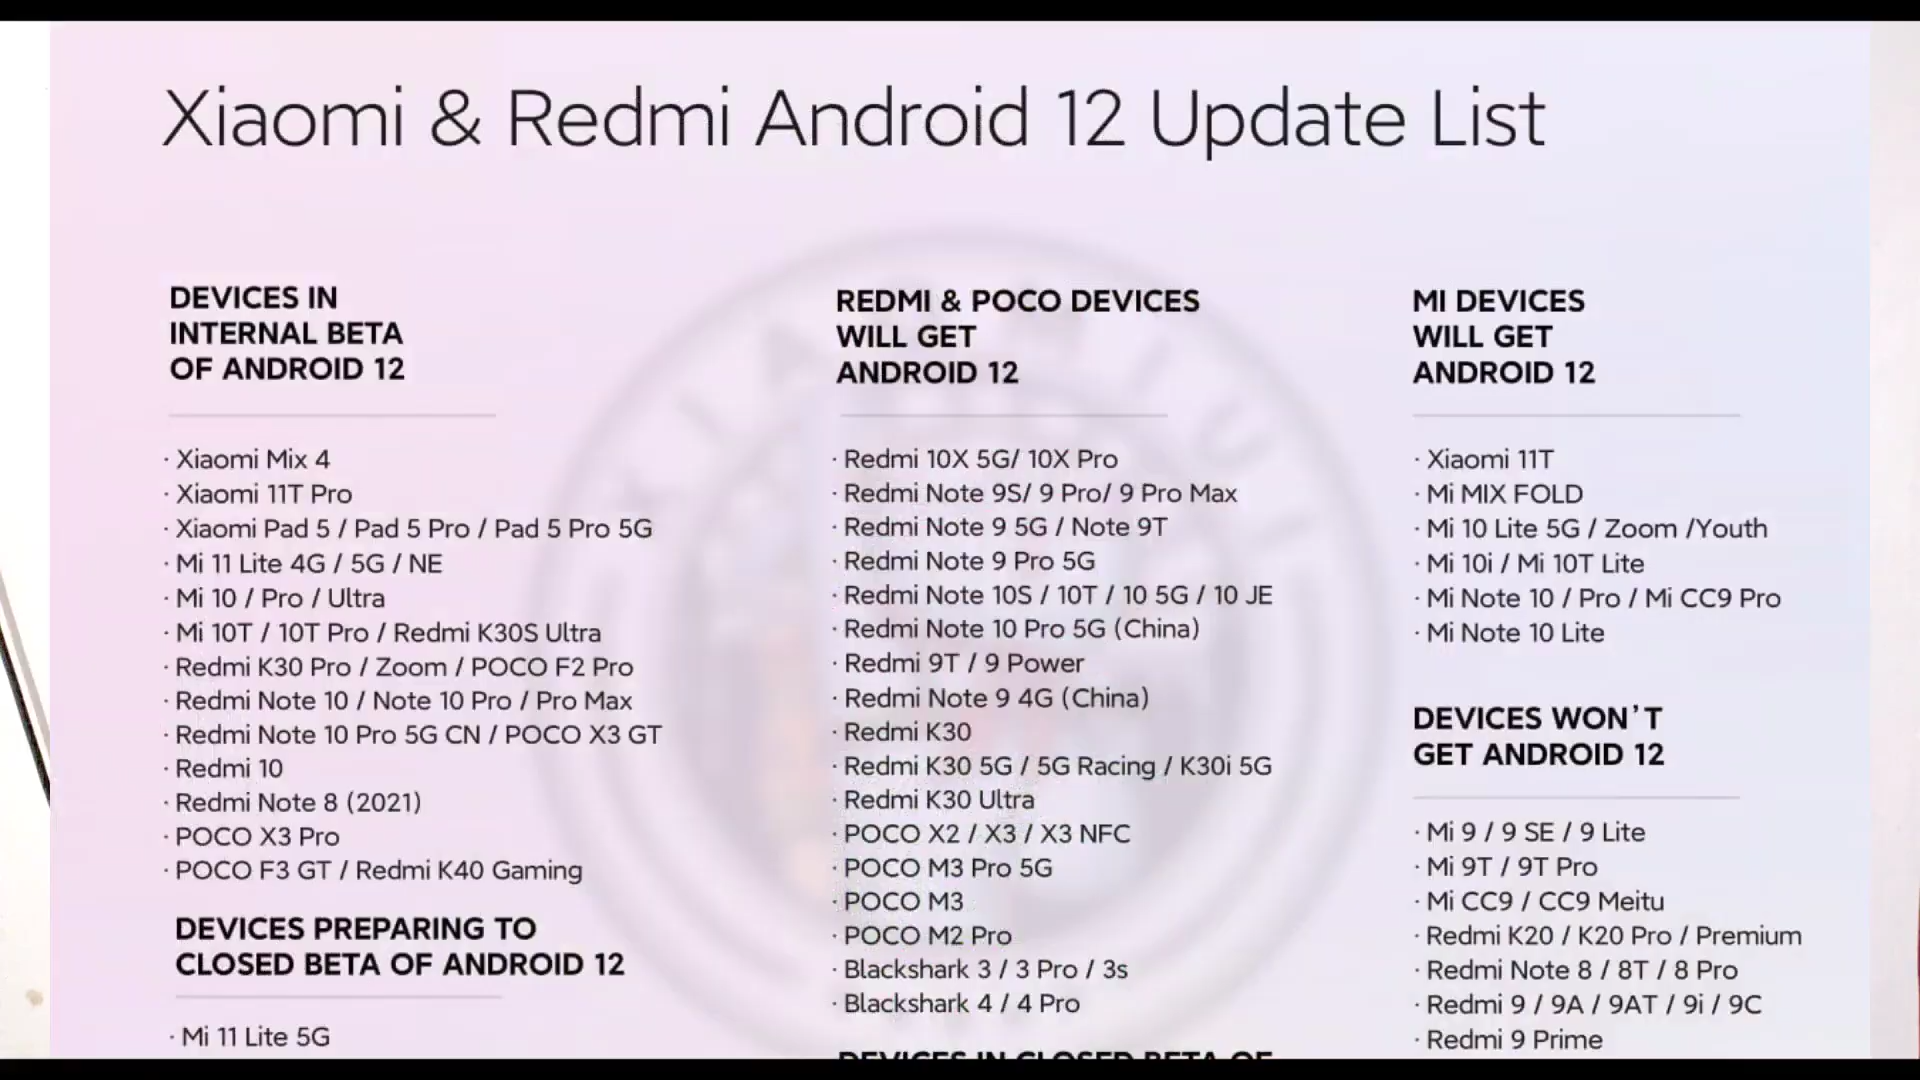 Xiaomi & Redmi Android 12 Update List
DEVICES IN
INTERNAL BETA
OF ANDROID 12
· Xiaomi Mix 4
· Xiaomi 11T Pro
· Xiaomi Pad 5 / Pad 5 Pro / Pad 5 Pro 5G
· Mi 11 Lite 4G / 5G / NE
· Mi 10 / Pro / Ultra
· Mi 10T / 10T Pro / Redmi K30S Ultra
· Redmi K30 Pro / Zoom / POCO F2 Pro
· Redmi Note 10 / Note 10 Pro / Pro Max
· Redmi Note 10 Pro 5G CN / POCO X3 GT
· Redmi 10
· Redmi Note 8 (2021)
· POCO X3 Pro
· POCO F3 GT / Redmi K40 Gaming
DEVICES PREPARING TO
CLOSED BETA OF ANDROID 12
· Mi 11 Lite 5G
REDMI & POCO DEVICES
WILL GET
ANDROID 12
· Redmi 10X 5G/ 10X Pro
· Redmi Note 9S/ 9 Pro/ 9 Pro Max
· Redmi Note 9 5G / Note 9T
· Redmi Note 9 Pro 5G
· Redmi Note 10S / 10T / 10 5G / 10 JE
· Redmi Note 10 Pro 5G (China)
· Redmi 9T / 9 Power
· Redmi Note 9 4G (China)
· Redmi K30
· Redmi K30 5G / 5G Racing / K30i 5G
· Redmi K30 Ultra
· POCO X2 / X3 / X3 NFC
· POCO M3 Pro 5G
· POCO M3
· POCO M2 Pro
· Blackshark 3 / 3 Pro / 3s
· Blackshark 4 / 4 Pro
DEVICES IN CLOSED BETA OF
MI DEVICES
WILL GET
ANDROID 12
· Xiaomi 11T
· Mi MIX FOLD
· Mi 10 Lite 5G / Zoom /Youth
· Mi 10i / Mi 10T Lite
· Mi Note 10 / Pro / Mi CC9 Pro
· Mi Note 10 Lite
DEVICES WON'T
GET ANDROID 12
· Mi 9 / 9 SE / 9 Lite
· Mi 9T / 9T Pro
· Mi CC9 / CC9 Meitu
· Redmi K20 / K20 Pro / Premium
· Redmi Note 8 / 8T / 8 Pro
· Redmi 9 / 9A / 9AT / 9i / 9C
· Redmi 9 Prime
XIAOMIUI